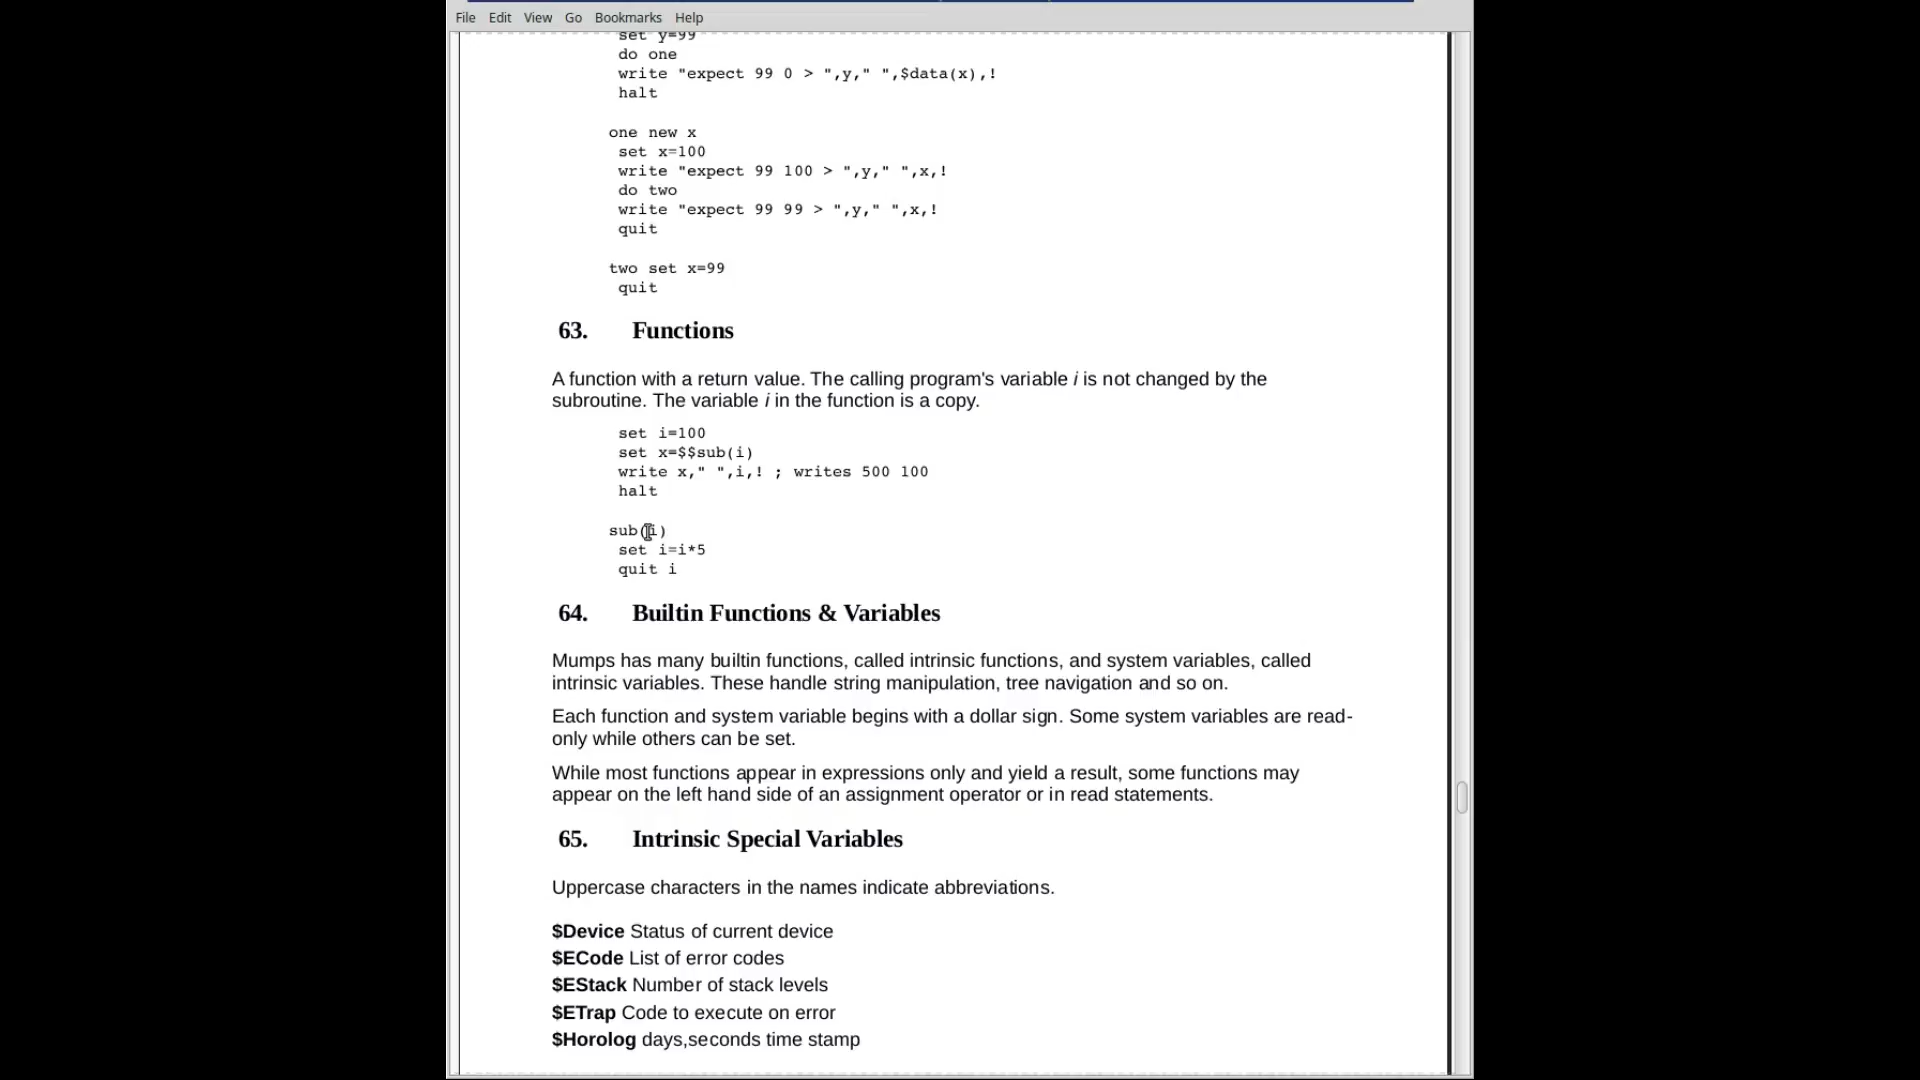 File Edit View Go Bookmarks Help
set y=99
do one
write "expect 99 0 > ",y," ",$data(x),!
halt
one new x
set x=100
write "expect 99 100 > ",y," ",x,!
do two
write "expect 99 99 > ",y," ",x,!
quit
two set x=99
quit
63. Functions
A function with a return value. The calling program's variable i is not changed by the
subroutine. The variable i in the function is a copy.
set i=100
set x=$$sub(i)
write x," ",i,! ; writes 500 100
halt
sub(i)
set i=i*5
quit i
64. Builtin Functions & Variables
Mumps has many builtin functions, called intrinsic functions, and system variables, called
intrinsic variables. These handle string manipulation, tree navigation and so on.
Each function and system variable begins with a dollar sign. Some system variables are read-
only while others can be set.
While most functions appear in expressions only and yield a result, some functions may
appear on the left hand side of an assignment operator or in read statements.
65. Intrinsic Special Variables
Uppercase characters in the names indicate abbreviations.
$Device Status of current device
$ECode List of error codes
$EStack Number of stack levels
$ETrap Code to execute on error
$Horolog days,seconds time stamp